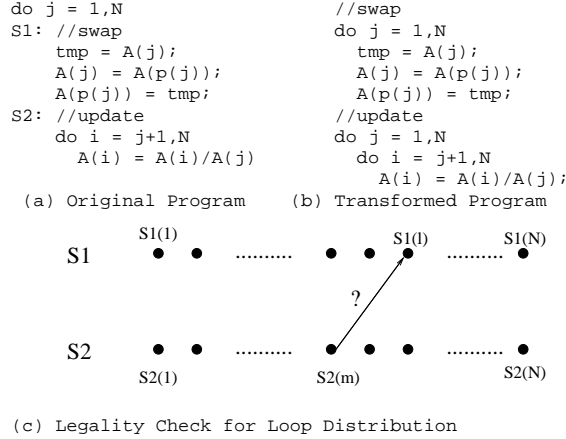 do j = 1,N
S1: //swap
tmp = A(j);
A(j) = A(p(j));
A(p(j)) = tmp;
S2: //update
do i = j+1,N
A(i) = A(i)/A(j)
(a) Original Program
//swap
do j = 1,N
tmp = A(j);
A(j) = A(p(j));
A(p(j)) = tmp;
//update
do j = 1,N
do i = j+1,N
A(i) = A(i)/A(j);
(b) Transformed Program
S1(1) S1(l) S1(N)
S1 .......... ..........
?
S2 .......... ..........
S2(1) S2(m) S2(N)
(c) Legality Check for Loop Distribution